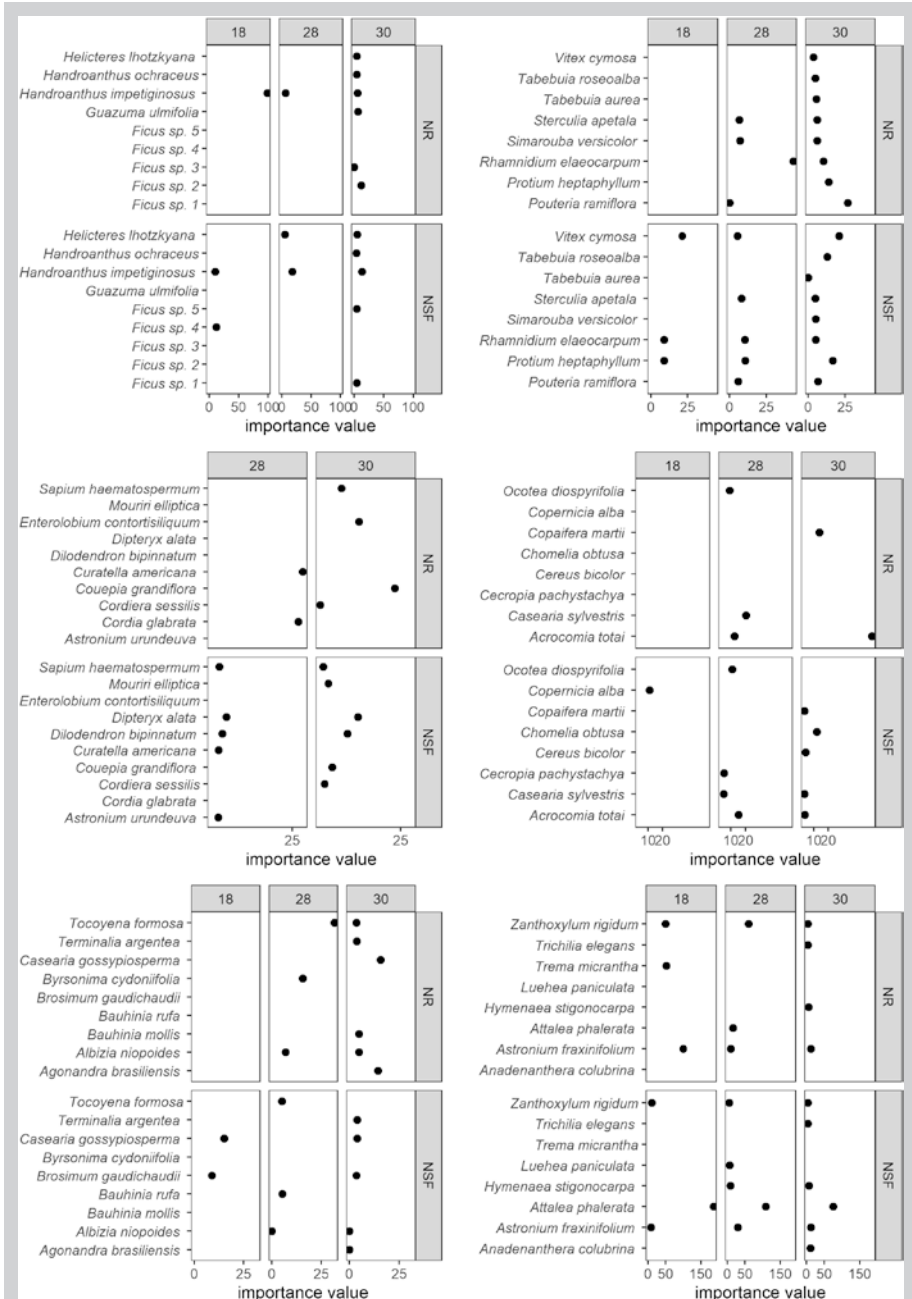 18 28 30
Helicteres lhotzkyana
Handroanthus ochraceus
Handroanthus impetiginosus
Guazuma ulmifolia
Ficus sp. 5
Ficus sp. 4
Ficus sp. 3
Ficus sp. 2
Ficus sp. 1
NR
Helicteres lhotzkyana
Handroanthus ochraceus
Handroanthus impetiginosus
Guazuma ulmifolia
Ficus sp. 5
Ficus sp. 4
Ficus sp. 3
Ficus sp. 2
Ficus sp. 1
NSF
0 50 100 0 50 100 0 50 100
importance value
18 28 30
Vitex cymosa
Tabebuia roseoalba
Tabebuia aurea
Sterculia apetala
Simarouba versicolor
Rhamnidium elaeocarpum
Protium heptaphyllum
Pouteria ramiflora
NR
Vitex cymosa
Tabebuia roseoalba
Tabebuia aurea
Sterculia apetala
Simarouba versicolor
Rhamnidium elaeocarpum
Protium heptaphyllum
Pouteria ramiflora
NSF
0 25 0 25 0 25
importance value
28 30
Sapium haematospermum
Mouriri elliptica
Enterolobium contortisiliquum
Dipteryx alata
Dilodendron bipinnatum
Curatella americana
Couepia grandiflora
Cordiera sessilis
Cordia glabrata
Astronium urundeuva
NR
Sapium haematospermum
Mouriri elliptica
Enterolobium contortisiliquum
Dipteryx alata
Dilodendron bipinnatum
Curatella americana
Couepia grandiflora
Cordiera sessilis
Cordia glabrata
Astronium urundeuva
NSF
25 25
importance value
18 28 30
Ocotea diospyrifolia
Copernicia alba
Copaifera martii
Chomelia obtusa
Cereus bicolor
Cecropia pachystachya
Casearia sylvestris
Acrocomia totai
NR
Ocotea diospyrifolia
Copernicia alba
Copaifera martii
Chomelia obtusa
Cereus bicolor
Cecropia pachystachya
Casearia sylvestris
Acrocomia totai
NSF
1020 1020 1020
importance value
18 28 30
Tocoyena formosa
Terminalia argentea
Casearia gossypiosperma
Byrsonima cydoniifolia
Brosimum gaudichaudii
Bauhinia rufa
Bauhinia mollis
Albizia niopoides
Agonandra brasiliensis
NR
Tocoyena formosa
Terminalia argentea
Casearia gossypiosperma
Byrsonima cydoniifolia
Brosimum gaudichaudii
Bauhinia rufa
Bauhinia mollis
Albizia niopoides
Agonandra brasiliensis
NSF
0 25 0 25 0 25
importance value
18 28 30
Zanthoxylum rigidum
Trichilia elegans
Trema micrantha
Luehea paniculata
Hymenaea stigonocarpa
Attalea phalerata
Astronium fraxinifolium
Anadenanthera colubrina
NR
Zanthoxylum rigidum
Trichilia elegans
Trema micrantha
Luehea paniculata
Hymenaea stigonocarpa
Attalea phalerata
Astronium fraxinifolium
Anadenanthera colubrina
NSF
0 50 150 0 50 150 0 50 150
importance value